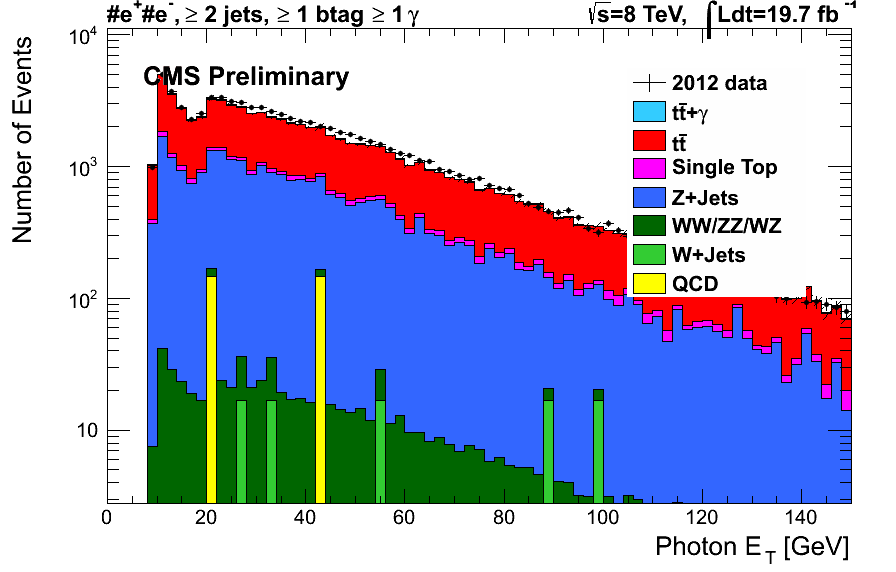 #e⁺#e⁻, ≥ 2 jets, ≥ 1 btag ≥ 1 γ
√s=8 TeV, ∫Ldt=19.7 fb⁻¹
CMS Preliminary
2012 data
tt̄+γ
tt̄
Single Top
Z+Jets
WW/ZZ/WZ
W+Jets
QCD
Number of Events
10⁴
10³
10²
10
0 20 40 60 80 100 120 140
Photon E_T [GeV]